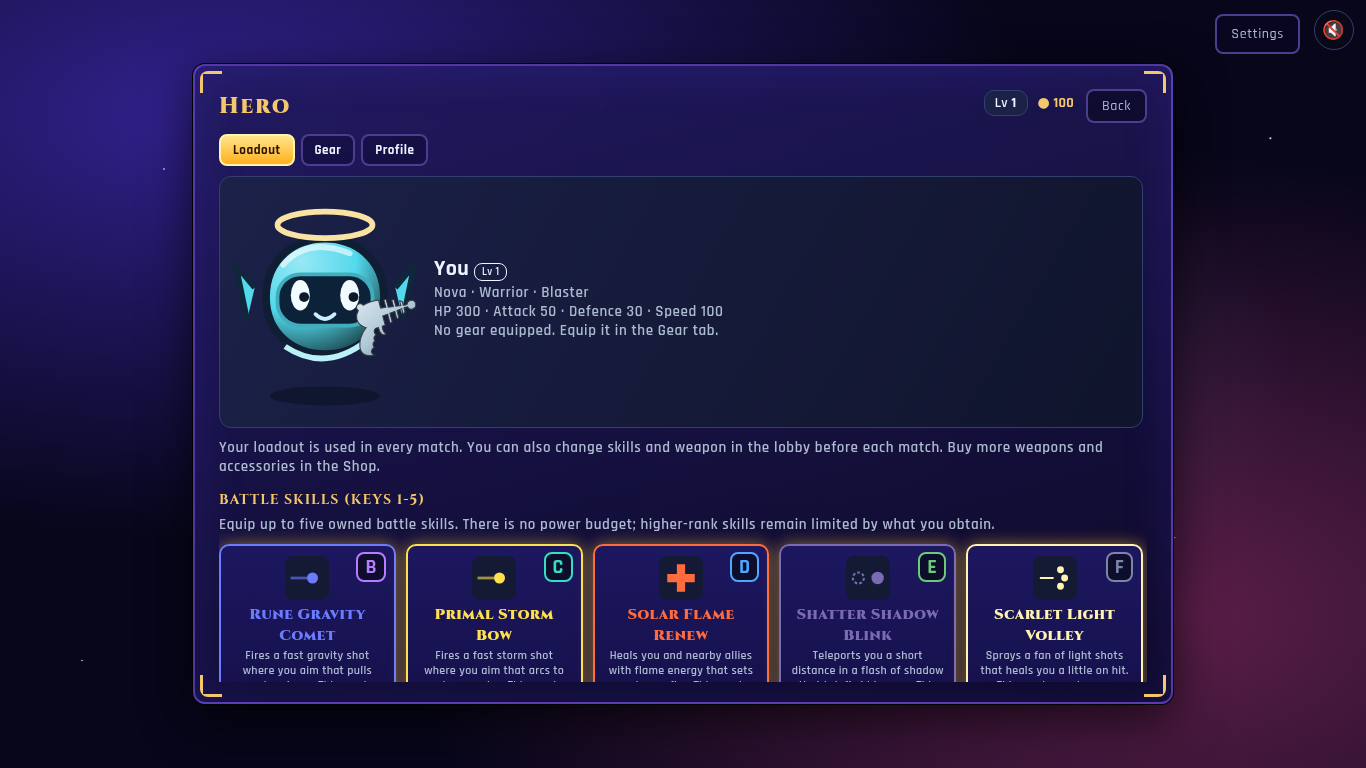 Settings
Hero
Lv 1
100
Back
Loadout
Gear
Profile
You Lv 1
Nova · Warrior · Blaster
HP 300 · Attack 50 · Defence 30 · Speed 100
No gear equipped. Equip it in the Gear tab.
Your loadout is used in every match. You can also change skills and weapon in the lobby before each match. Buy more weapons and
accessories in the Shop.
BATTLE SKILLS (KEYS 1-5)
Equip up to five owned battle skills. There is no power budget; higher-rank skills remain limited by what you obtain.
B
Rune Gravity
Comet
Fires a fast gravity shot
where you aim that pulls
C
Primal Storm
Bow
Fires a fast storm shot
where you aim that arcs to
D
Solar Flame
Renew
Heals you and nearby allies
with flame energy that sets
E
Shatter Shadow
Blink
Teleports you a short
distance in a flash of shadow
F
Scarlet Light
Volley
Sprays a fan of light shots
that heals you a little on hit.